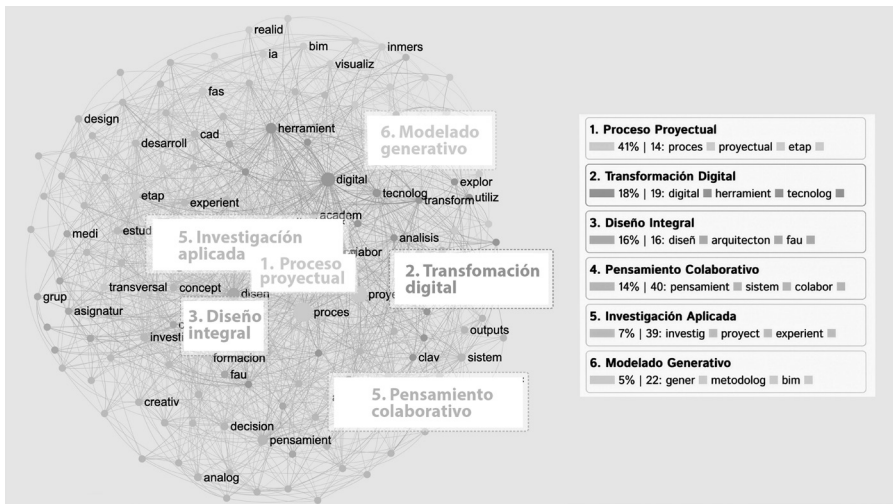 realid
ia
bim
inmers
visualiz
fas
design
cad
herramient
6. Modelado
generativo
desarroll
digital
tecnolog
explor
transform
utiliz
etap
experient
academ
medi
estud
5. Investigacíón
aplicada
labor
analisis
1. Proceso
proyectual
2. Transfomación
digital
transversal
concept
diseñ
proye
grup
asignatur
3. Diseño
integral
proces
investig
outputs
formacion
clav
sistem
fau
5. Pensamiento
colaborativo
creativ
decision
pensamient
analog
1. Proceso Proyectual
41% | 14: proces proyectual etap
2. Transformación Digital
18% | 19: digital herramient tecnolog
3. Diseño Integral
16% | 16: diseñ arquitecton fau
4. Pensamiento Colaborativo
14% | 40: pensamient sistem colabor
5. Investigación Aplicada
7% | 39: investig proyect experient
6. Modelado Generativo
5% | 22: gener metodolog bim